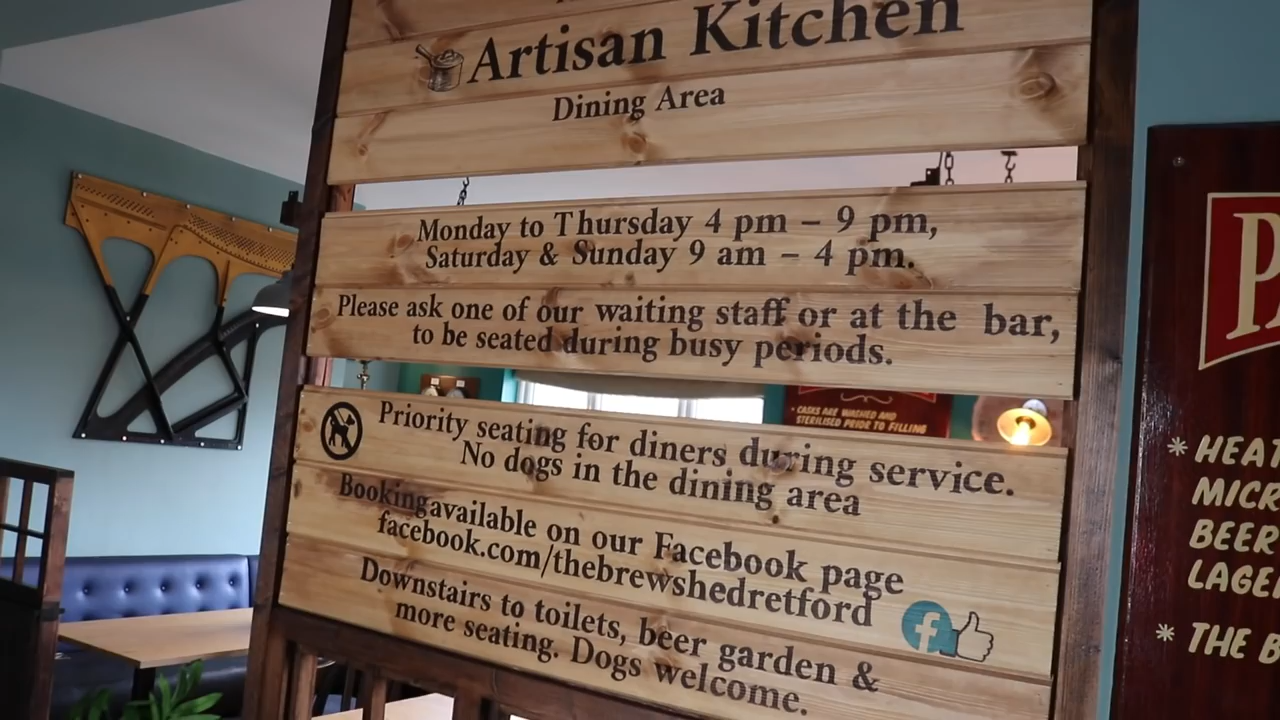 Artisan Kitchen
Dining Area
Monday to Thursday 4 pm – 9 pm,
Saturday & Sunday 9 am – 4 pm.
Please ask one of our waiting staff or at the bar,
to be seated during busy periods.
Priority seating for diners during service.
No dogs in the dining area
Booking available on our Facebook page
facebook.com/thebrewshedretford
Downstairs to toilets, beer garden &
more seating. Dogs welcome.
* CASKS ARE WASHED AND
STERILISED PRIOR TO FILLING
* HEAT
MICR
BEER
LAGE
* THE B